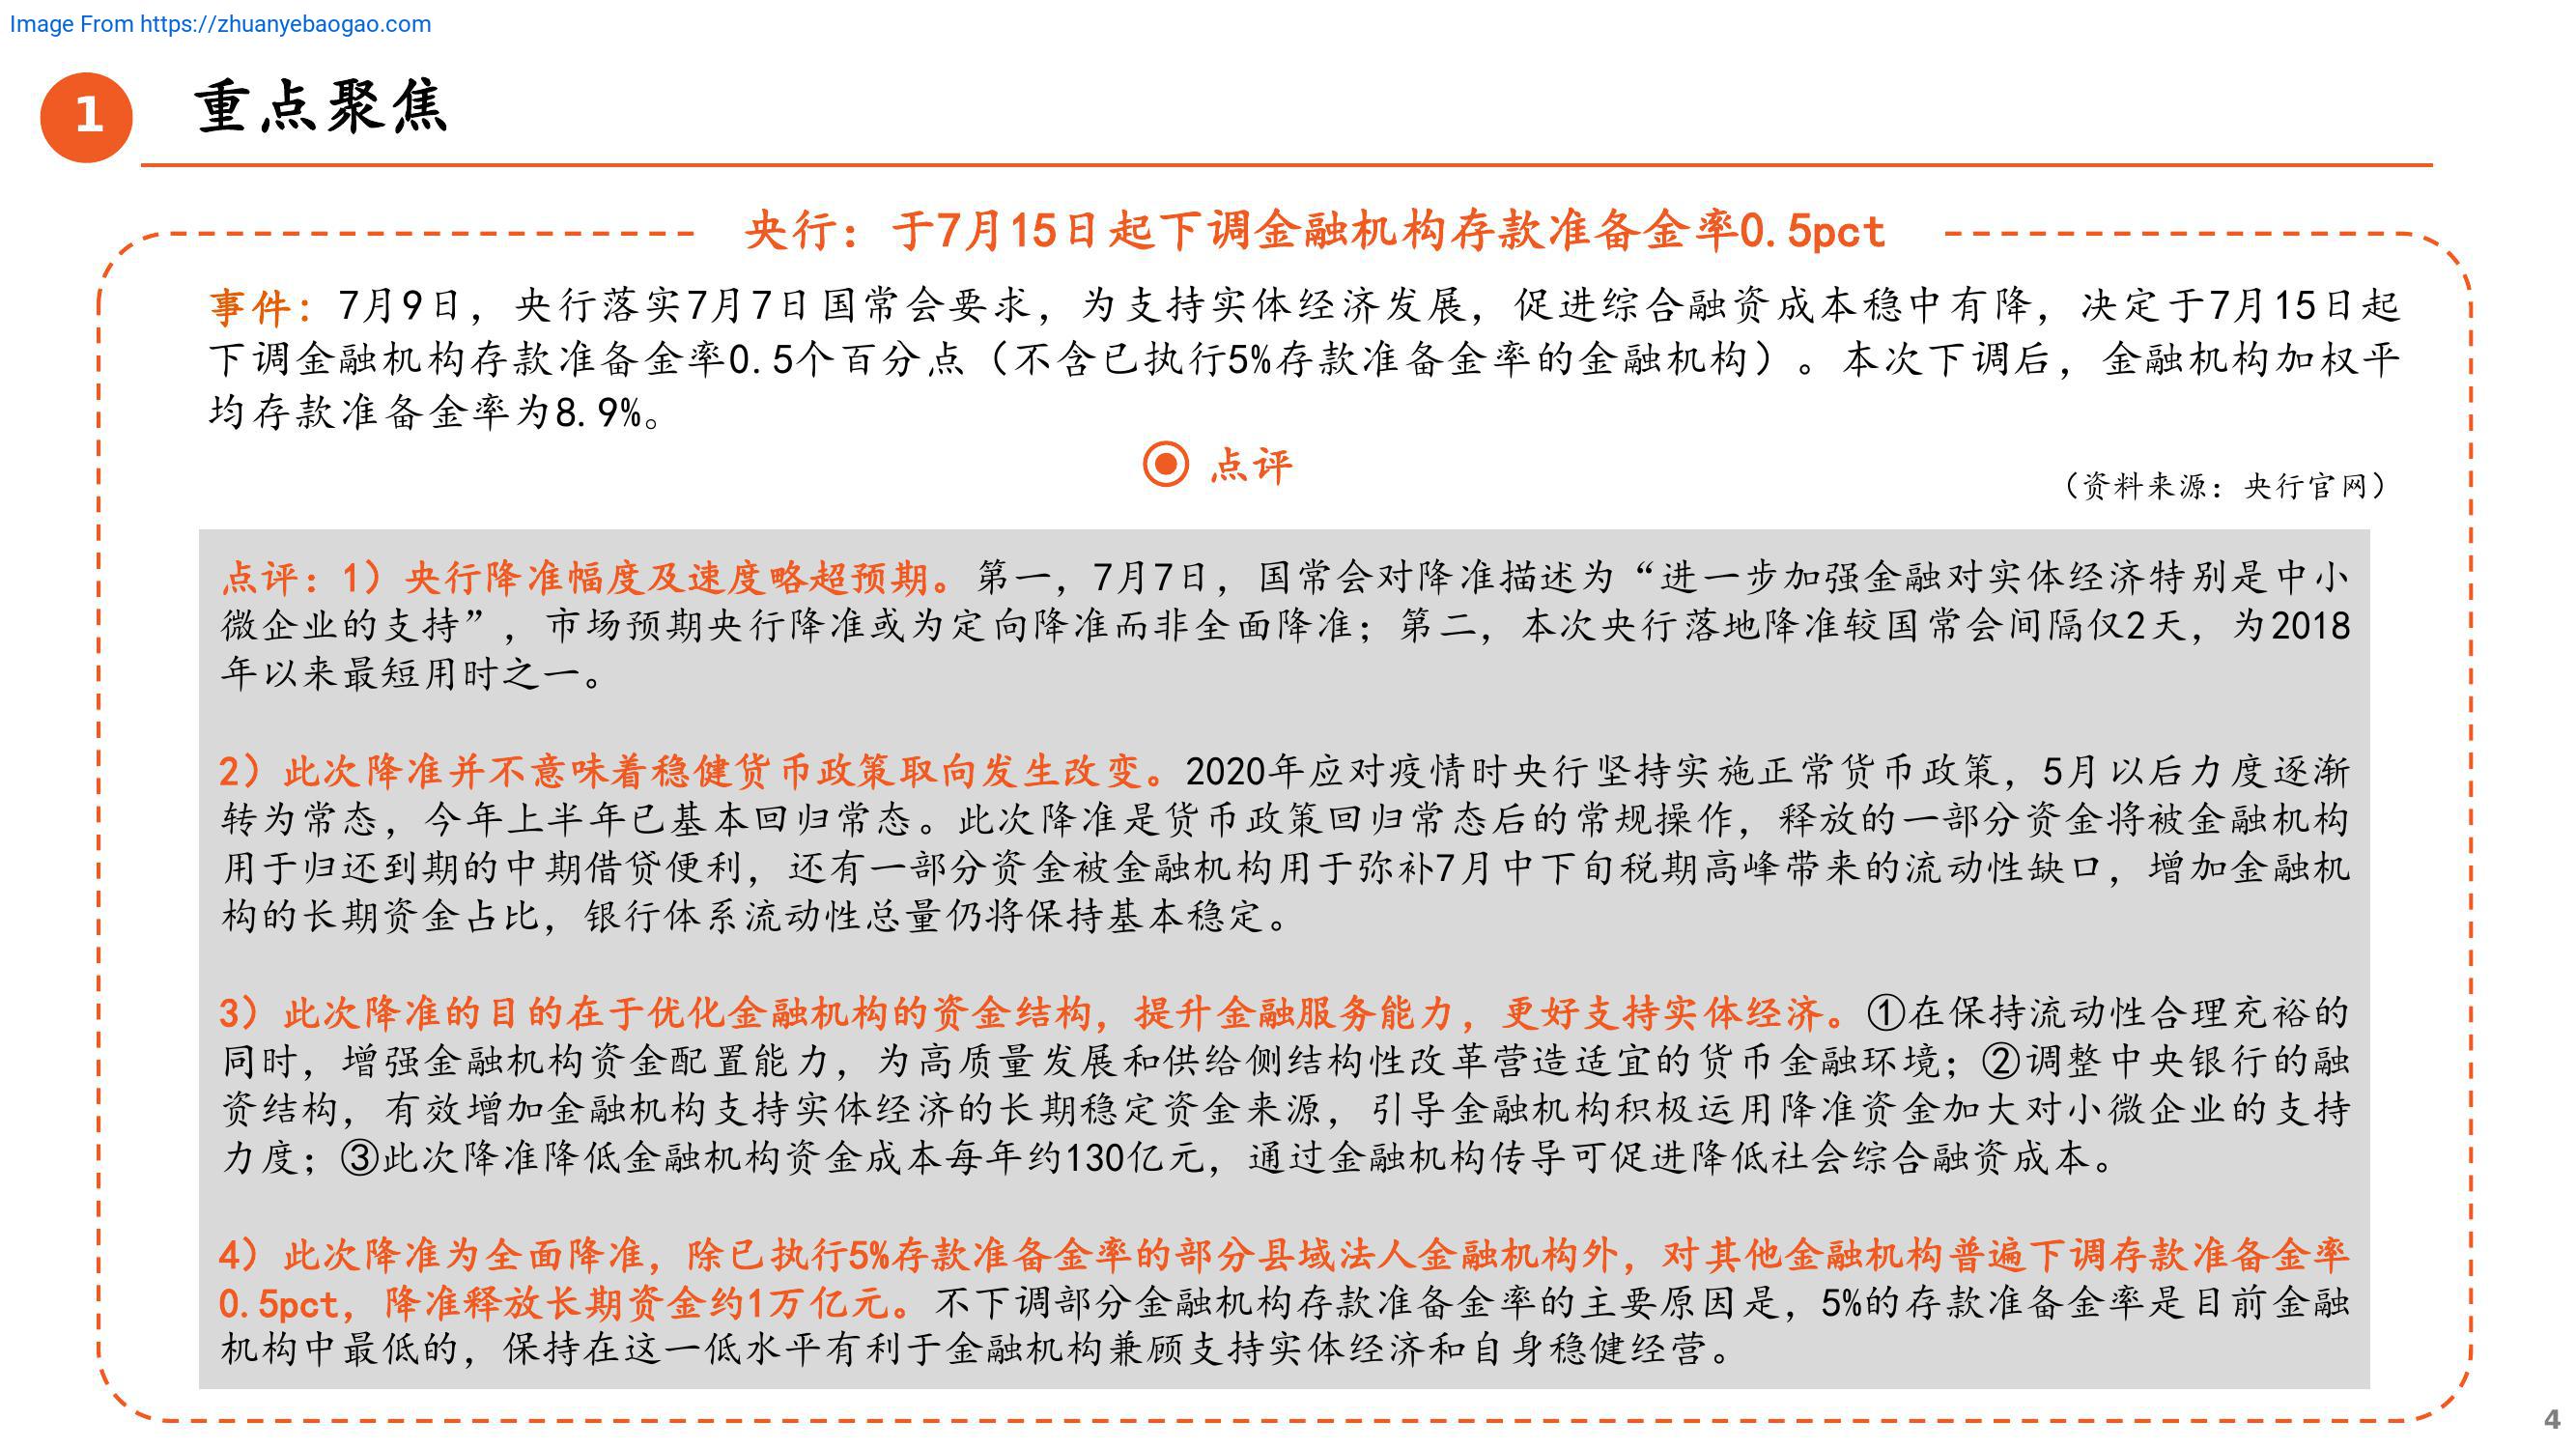 Image From https://zhuanyebaogao.com
1
重点聚焦
央行：于7月15日起下调金融机构存款准备金率0.5pct
事件：7月9日，央行落实7月7日国常会要求，为支持实体经济发展，促进综合融资成本稳中有降，决定于7月15日起
下调金融机构存款准备金率0.5个百分点（不含已执行5%存款准备金率的金融机构）。本次下调后，金融机构加权平
均存款准备金率为8.9%。
点评
（资料来源：央行官网）
点评：1）央行降准幅度及速度略超预期。第一，7月7日，国常会对降准描述为“进一步加强金融对实体经济特别是中小
微企业的支持”，市场预期央行降准或为定向降准而非全面降准；第二，本次央行落地降准较国常会间隔仅2天，为2018
年以来最短用时之一。
2）此次降准并不意味着稳健货币政策取向发生改变。2020年应对疫情时央行坚持实施正常货币政策，5月以后力度逐渐
转为常态，今年上半年已基本回归常态。此次降准是货币政策回归常态后的常规操作，释放的一部分资金将被金融机构
用于归还到期的中期借贷便利，还有一部分资金被金融机构用于弥补7月中下旬税期高峰带来的流动性缺口，增加金融机
构的长期资金占比，银行体系流动性总量仍将保持基本稳定。
3）此次降准的目的在于优化金融机构的资金结构，提升金融服务能力，更好支持实体经济。①在保持流动性合理充裕的
同时，增强金融机构资金配置能力，为高质量发展和供给侧结构性改革营造适宜的货币金融环境；②调整中央银行的融
资结构，有效增加金融机构支持实体经济的长期稳定资金来源，引导金融机构积极运用降准资金加大对小微企业的支持
力度；③此次降准降低金融机构资金成本每年约130亿元，通过金融机构传导可促进降低社会综合融资成本。
4）此次降准为全面降准，除已执行5%存款准备金率的部分县域法人金融机构外，对其他金融机构普遍下调存款准备金率
0.5pct，降准释放长期资金约1万亿元。不下调部分金融机构存款准备金率的主要原因是，5%的存款准备金率是目前金融
机构中最低的，保持在这一低水平有利于金融机构兼顾支持实体经济和自身稳健经营。
4